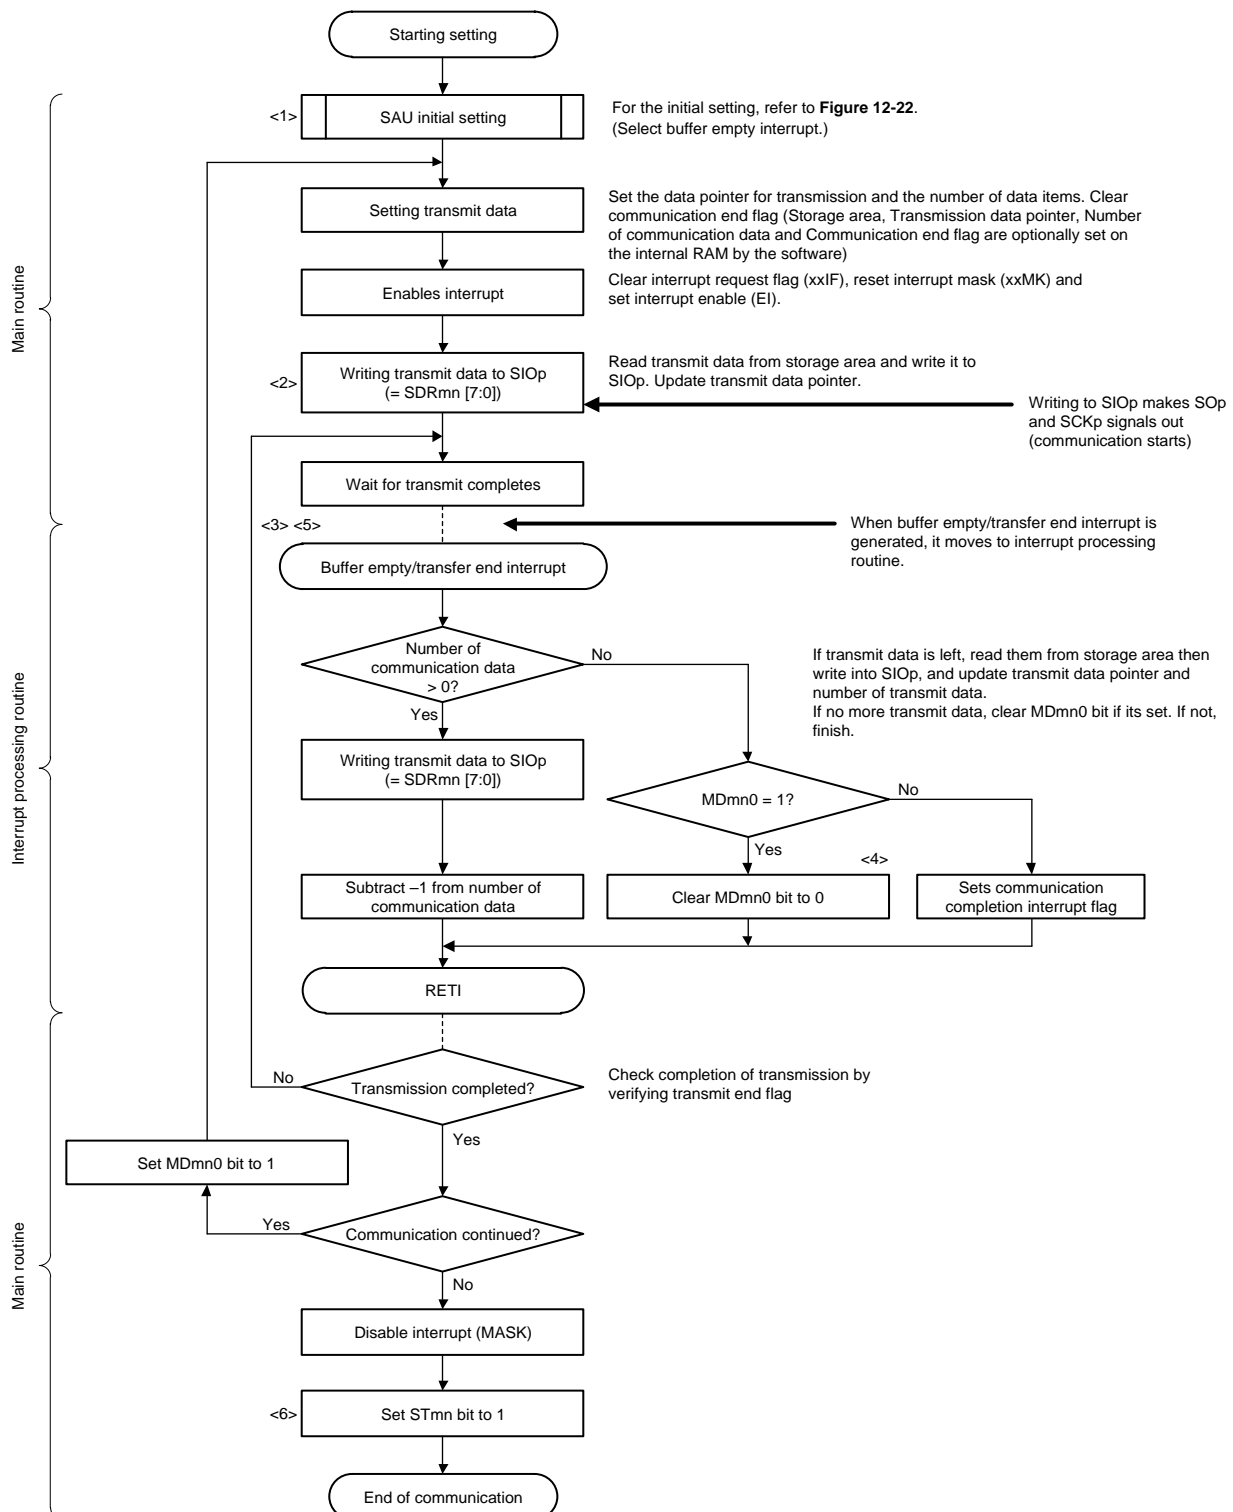 Starting setting
Main routine
<1>
SAU initial setting
For the initial setting, refer to Figure 12-22.
(Select buffer empty interrupt.)
Setting transmit data
Set the data pointer for transmission and the number of data items. Clear
communication end flag (Storage area, Transmission data pointer, Number
of communication data and Communication end flag are optionally set on
the internal RAM by the software)
Enables interrupt
Clear interrupt request flag (xxIF), reset interrupt mask (xxMK) and
set interrupt enable (EI).
<2>
Writing transmit data to SIOp
(= SDRmn [7:0])
Read transmit data from storage area and write it to
SIOp. Update transmit data pointer.
Writing to SIOp makes SOp
and SCKp signals out
(communication starts)
Wait for transmit completes
<3> <5>
When buffer empty/transfer end interrupt is
generated, it moves to interrupt processing
routine.
Interrupt processing routine
Buffer empty/transfer end interrupt
Number of
communication data
> 0?
No
Yes
If transmit data is left, read them from storage area then
write into SIOp, and update transmit data pointer and
number of transmit data.
If no more transmit data, clear MDmn0 bit if its set. If not,
finish.
Writing transmit data to SIOp
(= SDRmn [7:0])
MDmn0 = 1?
No
Yes
<4>
Subtract –1 from number of
communication data
Clear MDmn0 bit to 0
Sets communication
completion interrupt flag
RETI
Main routine
No
Transmission completed?
Check completion of transmission by
verifying transmit end flag
Yes
Set MDmn0 bit to 1
Yes
Communication continued?
No
Disable interrupt (MASK)
<6>
Set STmn bit to 1
End of communication